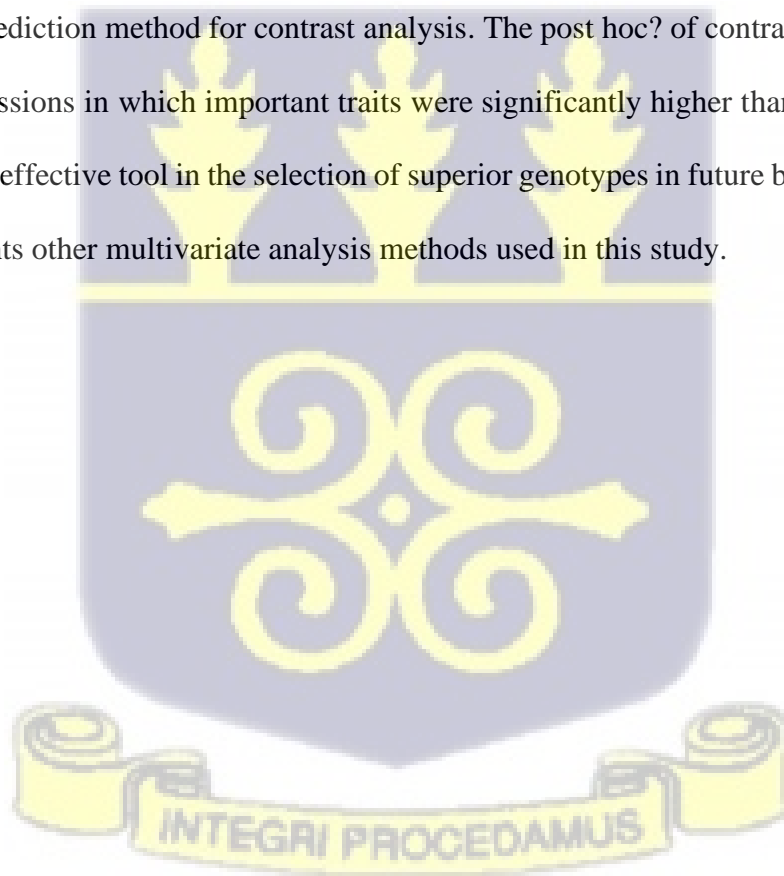 ediction method for contrast analysis. The post hoc? of contra
ssions in which important traits were significantly higher than
effective tool in the selection of superior genotypes in future b
nts other multivariate analysis methods used in this study.
INTEGRI PROCEDAMUS